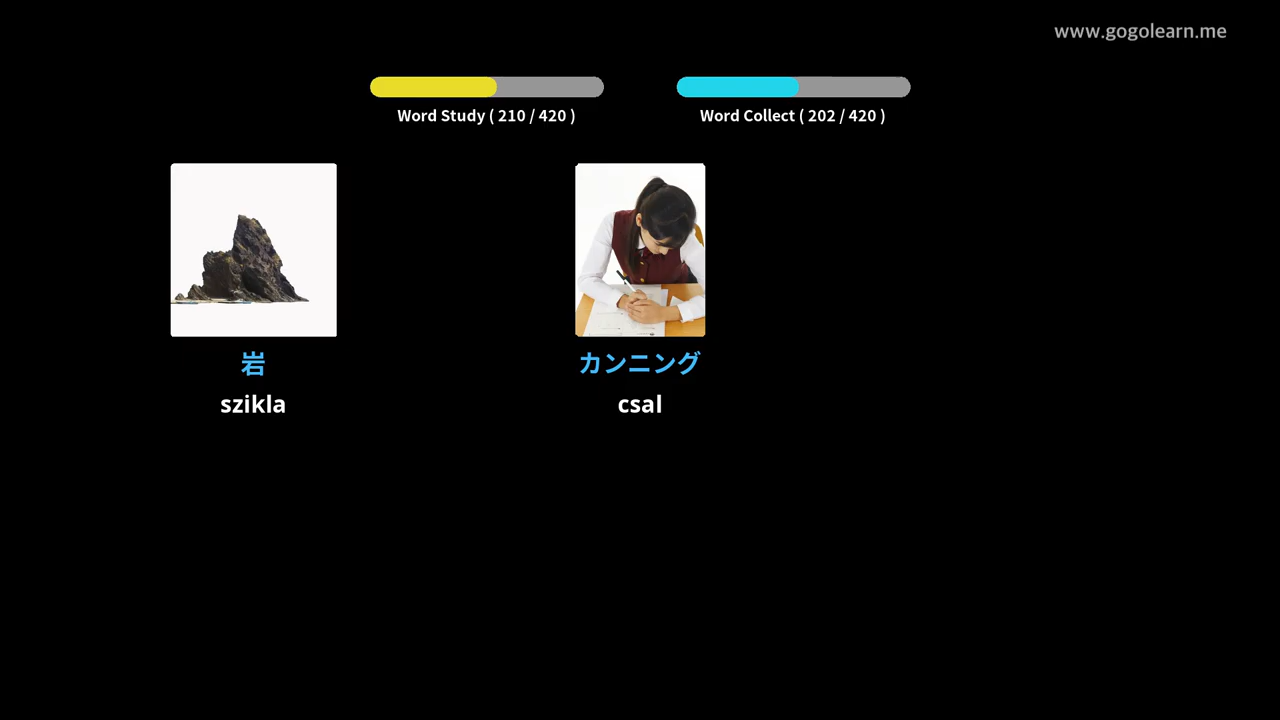 www.gogolearn.me
Word Study ( 210 / 420 )
Word Collect ( 202 / 420 )
岩
szikla
カンニング
csal